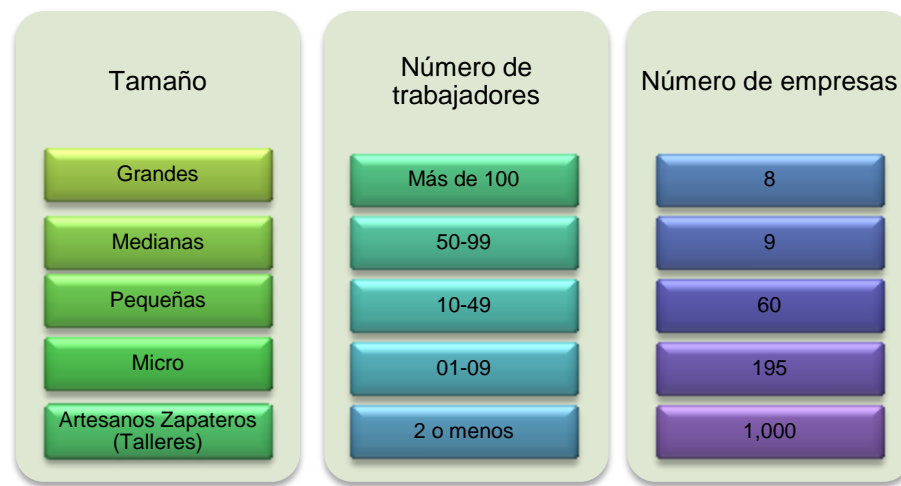 Tamaño
Número de
trabajadores
Número de empresas
Grandes
Más de 100
8
Medianas
50-99
9
Pequeñas
10-49
60
Micro
01-09
195
Artesanos Zapateros
(Talleres)
2 o menos
1,000